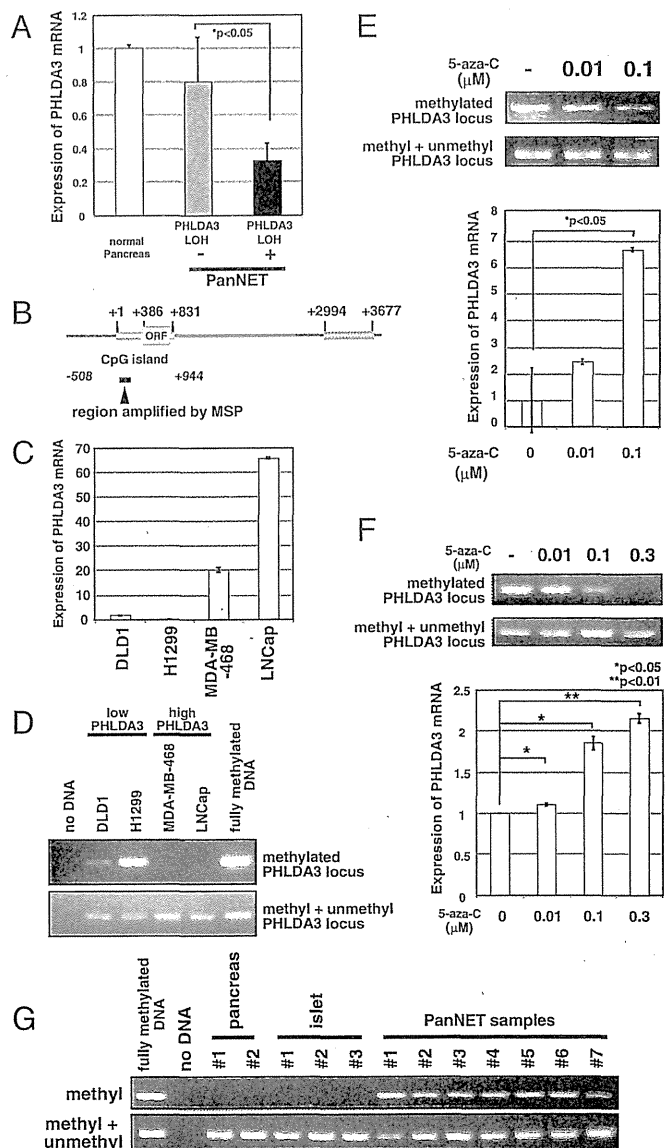 A
Expression of PHLDA3 mRNA
1.2
1
0.8
0.6
0.4
0.2
0
*p<0.05
normal
Pancreas
PHLDA3
LOH
-
PHLDA3
LOH
+
PanNET
B
+1 +386 +831 +2994 +3677
ORF
CpG island
-508 +944
region amplified by MSP
C
Expression of PHLDA3 mRNA
70
60
50
40
30
20
10
0
DLD1
H1299
MDA-MB
-468
LNCap
D
low
PHLDA3
high
PHLDA3
no DNA
DLD1
H1299
MDA-MB-468
LNCap
fully methylated
DNA
methylated
PHLDA3 locus
methyl + unmethyl
PHLDA3 locus
E
5-aza-C
(μM)
- 0.01 0.1
methylated
PHLDA3 locus
methyl + unmethyl
PHLDA3 locus
Expression of PHLDA3 mRNA
8
7
6
5
4
3
2
1
0
*p<0.05
5-aza-C
(μM)
0 0.01 0.1
F
5-aza-C
(μM)
- 0.01 0.1 0.3
methylated
PHLDA3 locus
methyl + unmethyl
PHLDA3 locus
*p<0.05
**p<0.01
Expression of PHLDA3 mRNA
2.5
2
1.5
1
0.5
0
**
*
*
5-aza-C
(μM)
0 0.01 0.1 0.3
G
fully methylated
DNA
no DNA
pancreas
#1 #2
islet
#1 #2 #3
PanNET samples
#1 #2 #3 #4 #5 #6 #7
methyl
methyl +
unmethyl